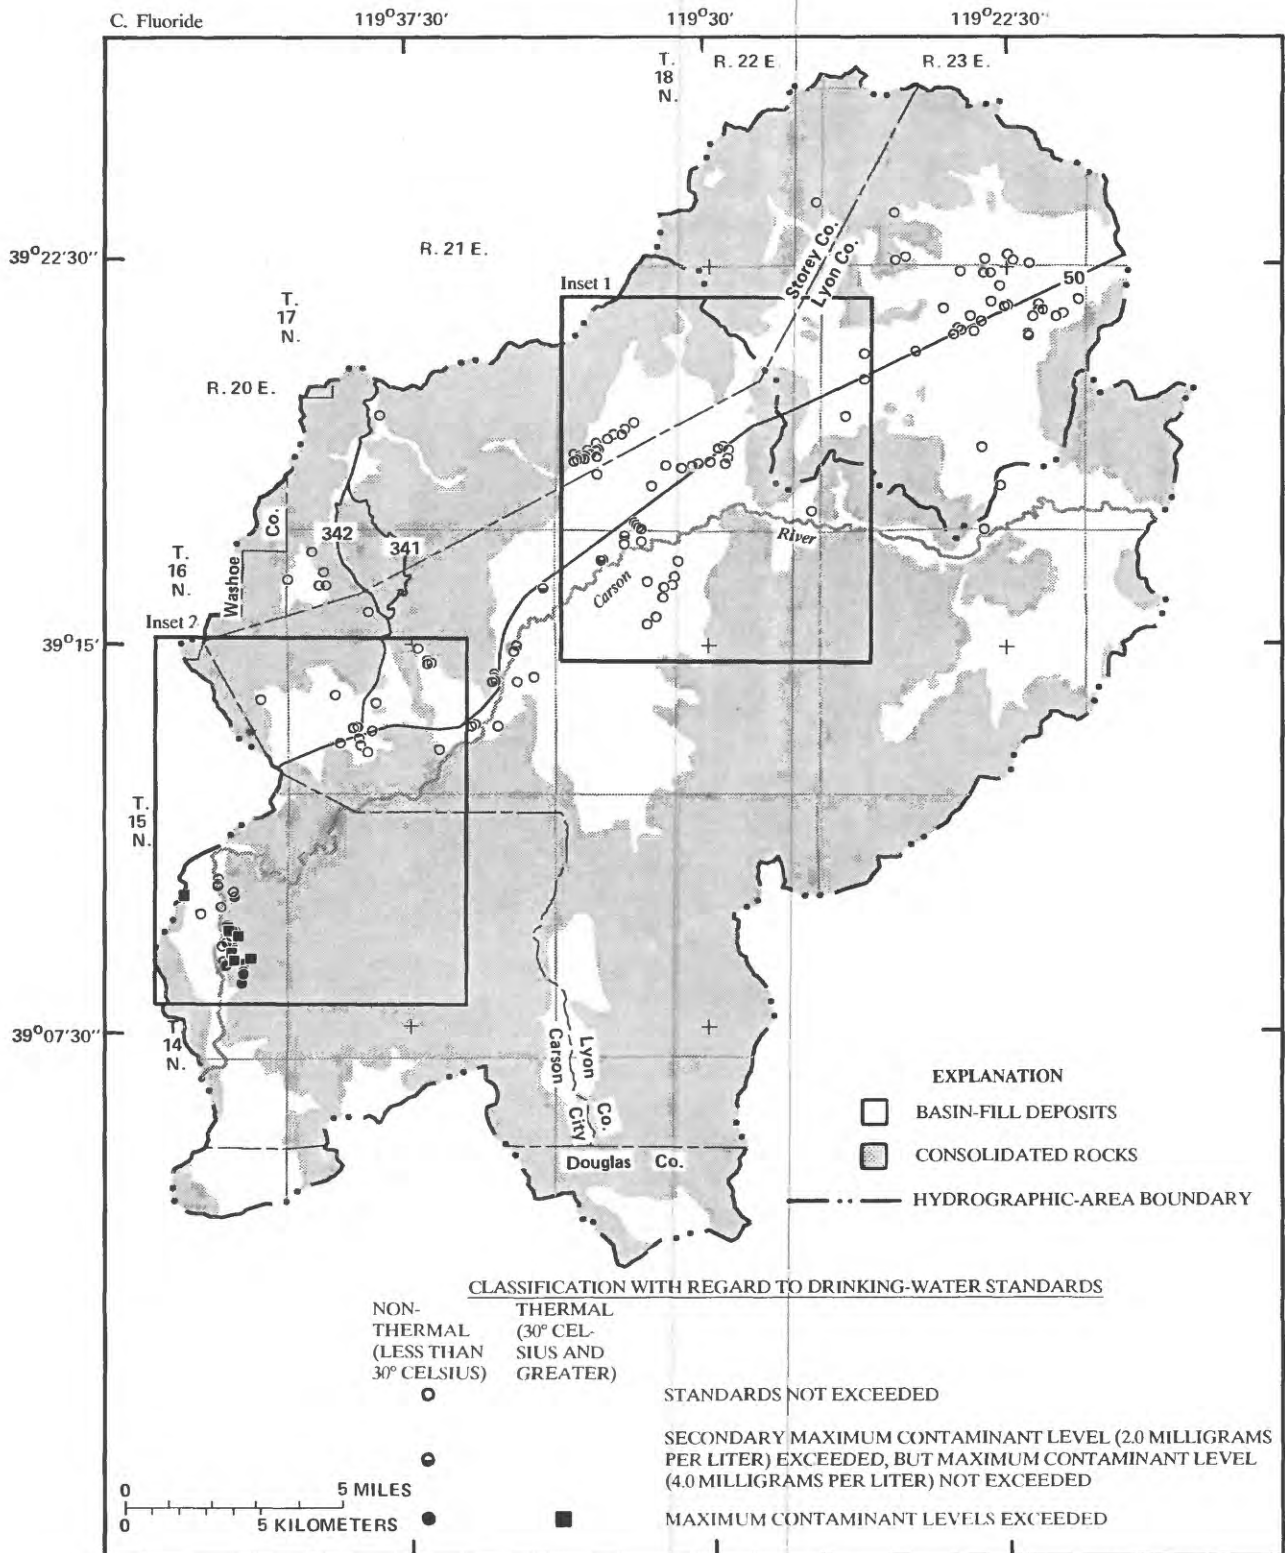 C. Fluoride
119°37'30"
119°30'
119°22'30"
T.
18
N.
R. 22 E.
R. 23 E.
39°22'30"
R. 21 E.
Storey Co.
Lyon Co.
50
Inset 1
T.
17
N.
R. 20 E.
Washoe Co.
342
341
River
Carson
T.
16
N.
39°15'
Inset 2
T.
15
N.
39°07'30"
T.
14
N.
Carson City
Lyon Co.
Douglas Co.
EXPLANATION
BASIN-FILL DEPOSITS
CONSOLIDATED ROCKS
HYDROGRAPHIC-AREA BOUNDARY
CLASSIFICATION WITH REGARD TO DRINKING-WATER STANDARDS
NON-
THERMAL
(LESS THAN
30° CELSIUS)
THERMAL
(30° CEL-
SIUS AND
GREATER)
STANDARDS NOT EXCEEDED
SECONDARY MAXIMUM CONTAMINANT LEVEL (2.0 MILLIGRAMS
PER LITER) EXCEEDED, BUT MAXIMUM CONTAMINANT LEVEL
(4.0 MILLIGRAMS PER LITER) NOT EXCEEDED
MAXIMUM CONTAMINANT LEVELS EXCEEDED
0 5 MILES
0 5 KILOMETERS